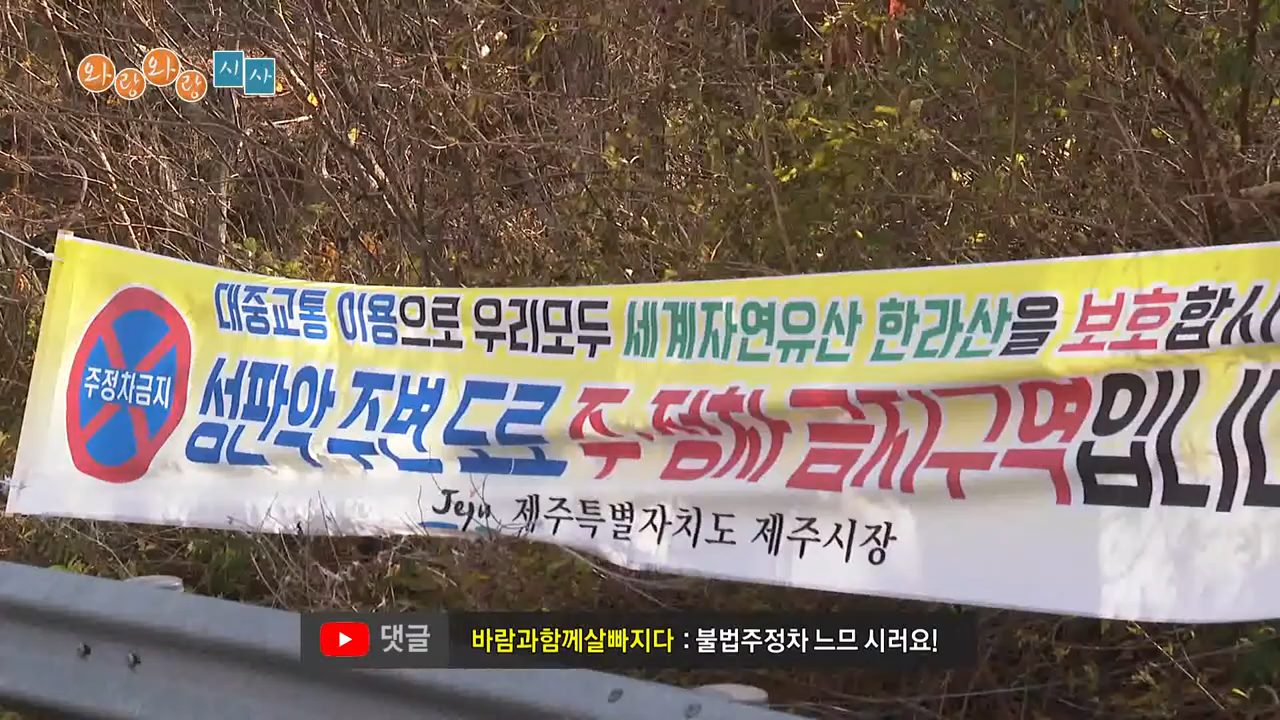 와랑와랑 시사
대중교통 이용으로 우리모두 세계자연유산 한라산을 보호합시
주정차금지
성판악 주변 도로 주·정차 금지구역입니다
Jeju 제주특별자치도 제주시장
댓글 바람과함께살빠지다 : 불법주정차 느므 시러요!